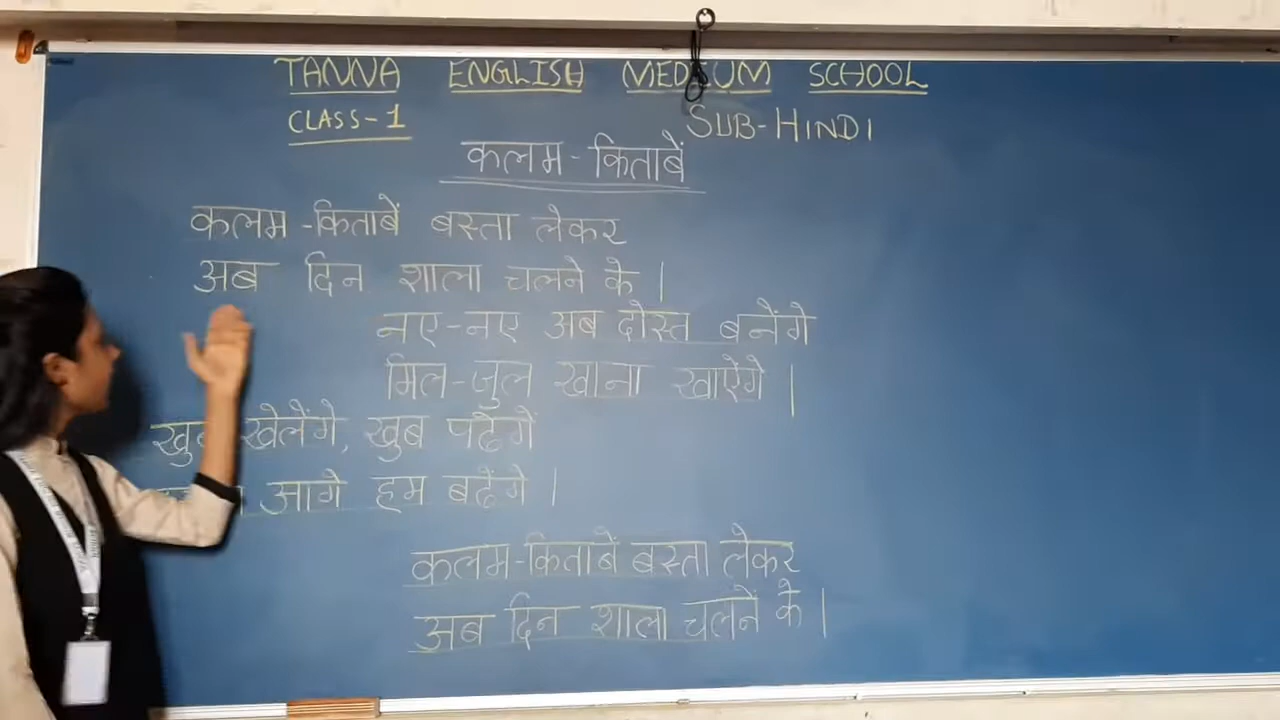 TANNA ENGLISH MEDIUM SCHOOL
CLASS-1 SUB-HINDI
कलम-किताबें
कलम-किताबें बस्ता लेकर
अब दिन शाला चलने के |
नए-नए अब दोस्त बनेंगे
मिल-जुल खाना खाऐंगे |
खेलेंगे, खुब पढेगें
आगे हम बढ़ेंगे |
कलम-किताबें बस्ता लेकर
अब दिन शाला चलनें के |